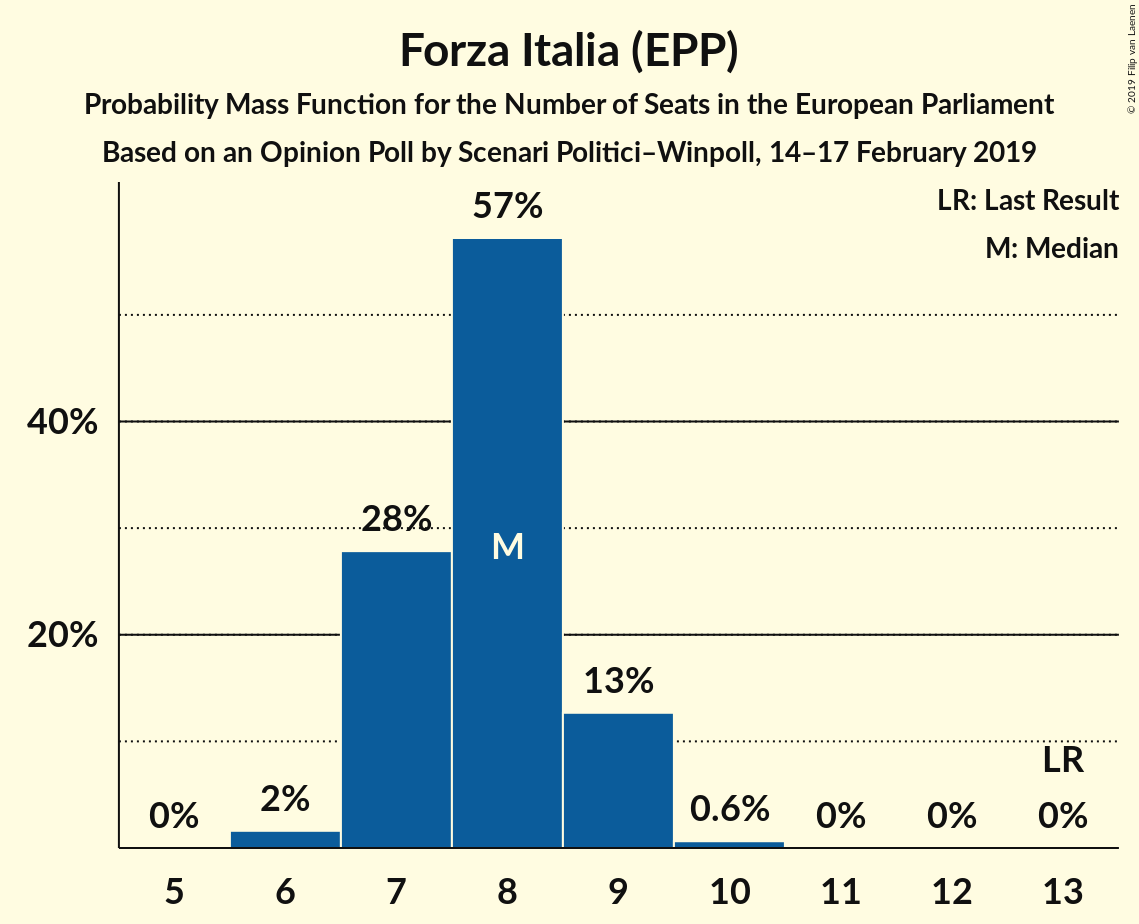 Forza Italia (EPP)
Probability Mass Function for the Number of Seats in the European Parliament
Based on an Opinion Poll by Scenari Politici–Winpoll, 14–17 February 2019
© 2019 Filip van Laenen
LR: Last Result
M: Median
57%
40%
28%
M
20%
13%
LR
0%
2%
0.6%
0%
0%
0%
5 6 7 8 9 10 11 12 13